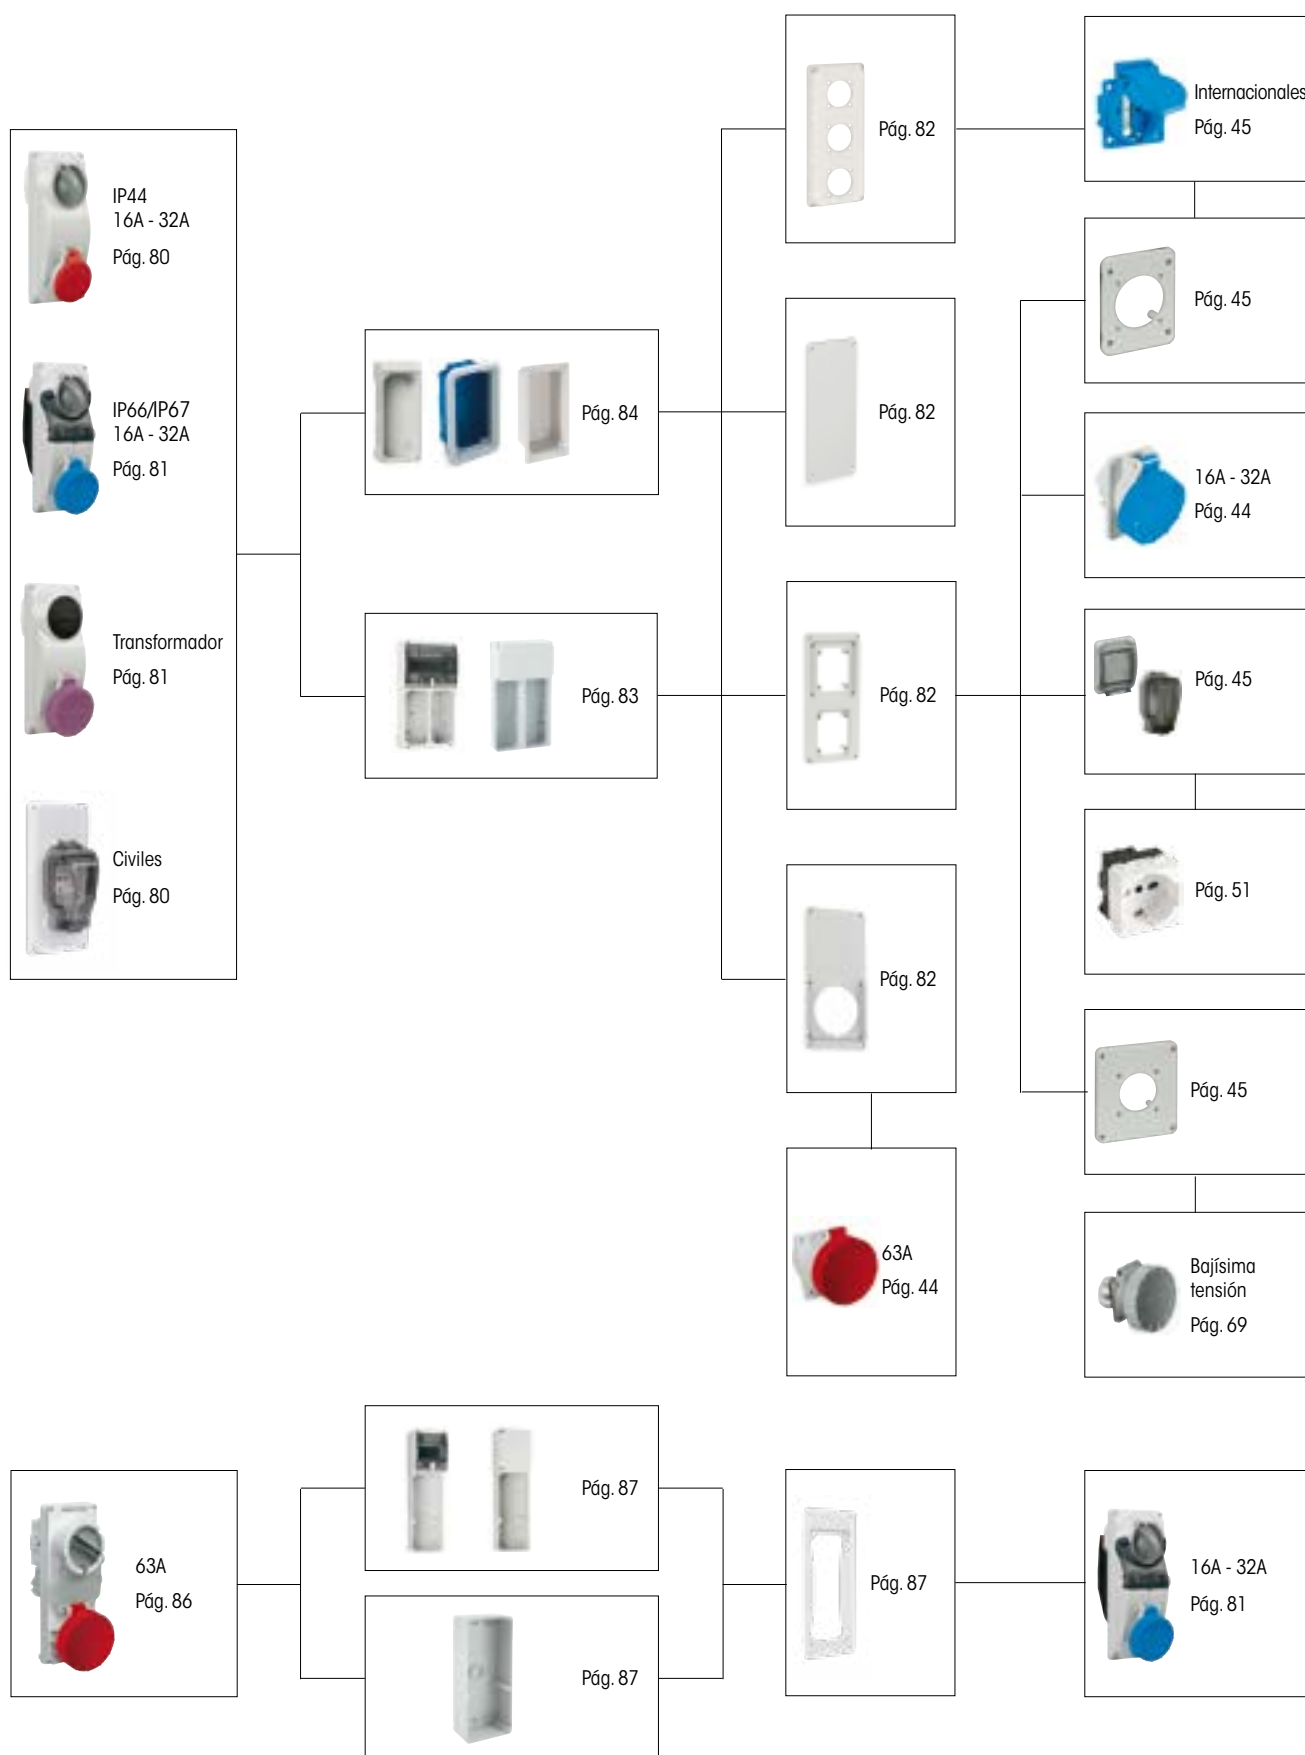 IP44
16A - 32A
Pág. 80
IP66/IP67
16A - 32A
Pág. 81
Transformador
Pág. 81
Civiles
Pág. 80
Pág. 84
Pág. 83
Pág. 82
Pág. 82
Pág. 82
Pág. 82
63A
Pág. 44
Internacionales
Pág. 45
Pág. 45
16A - 32A
Pág. 44
Pág. 45
Pág. 51
Pág. 45
Bajísima
tensión
Pág. 69
63A
Pág. 86
Pág. 87
Pág. 87
Pág. 87
16A - 32A
Pág. 81